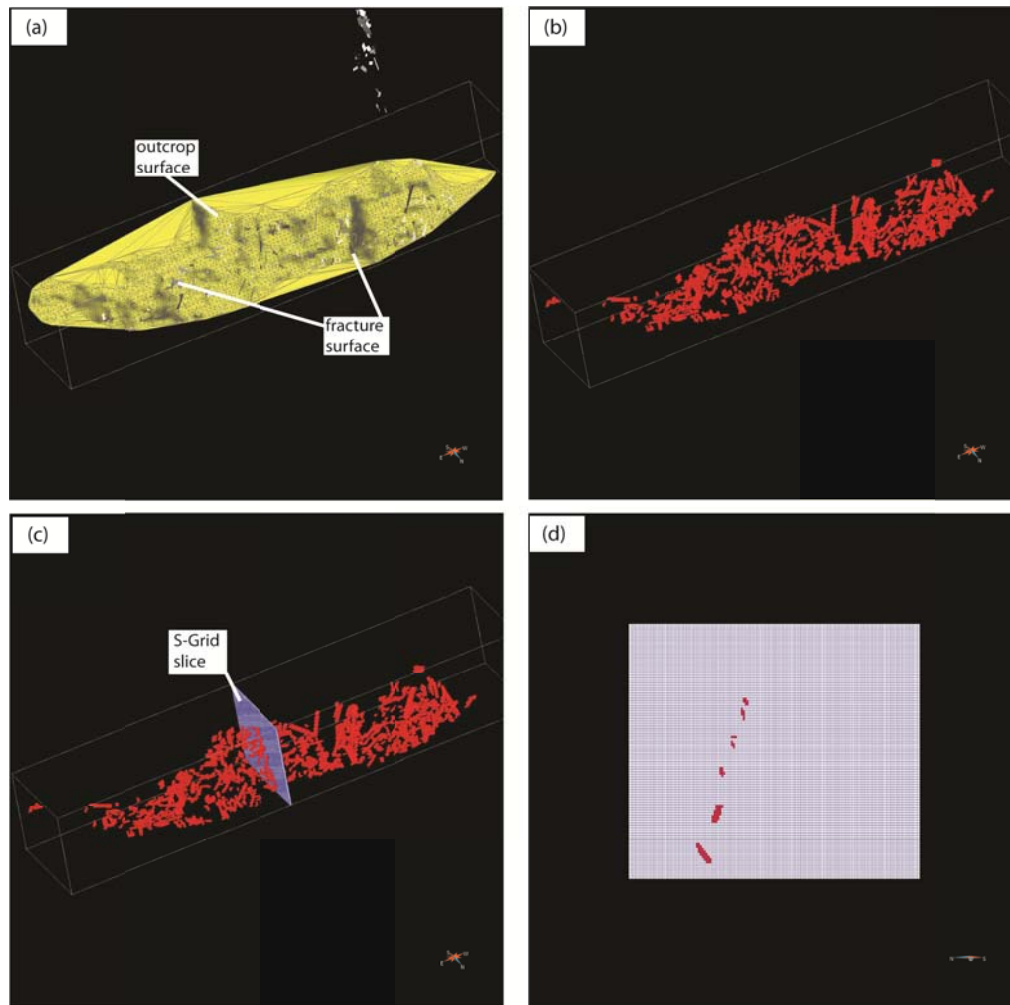 (a)
outcrop
surface
fracture
surface
(b)
(c)
S-Grid
slice
(d)